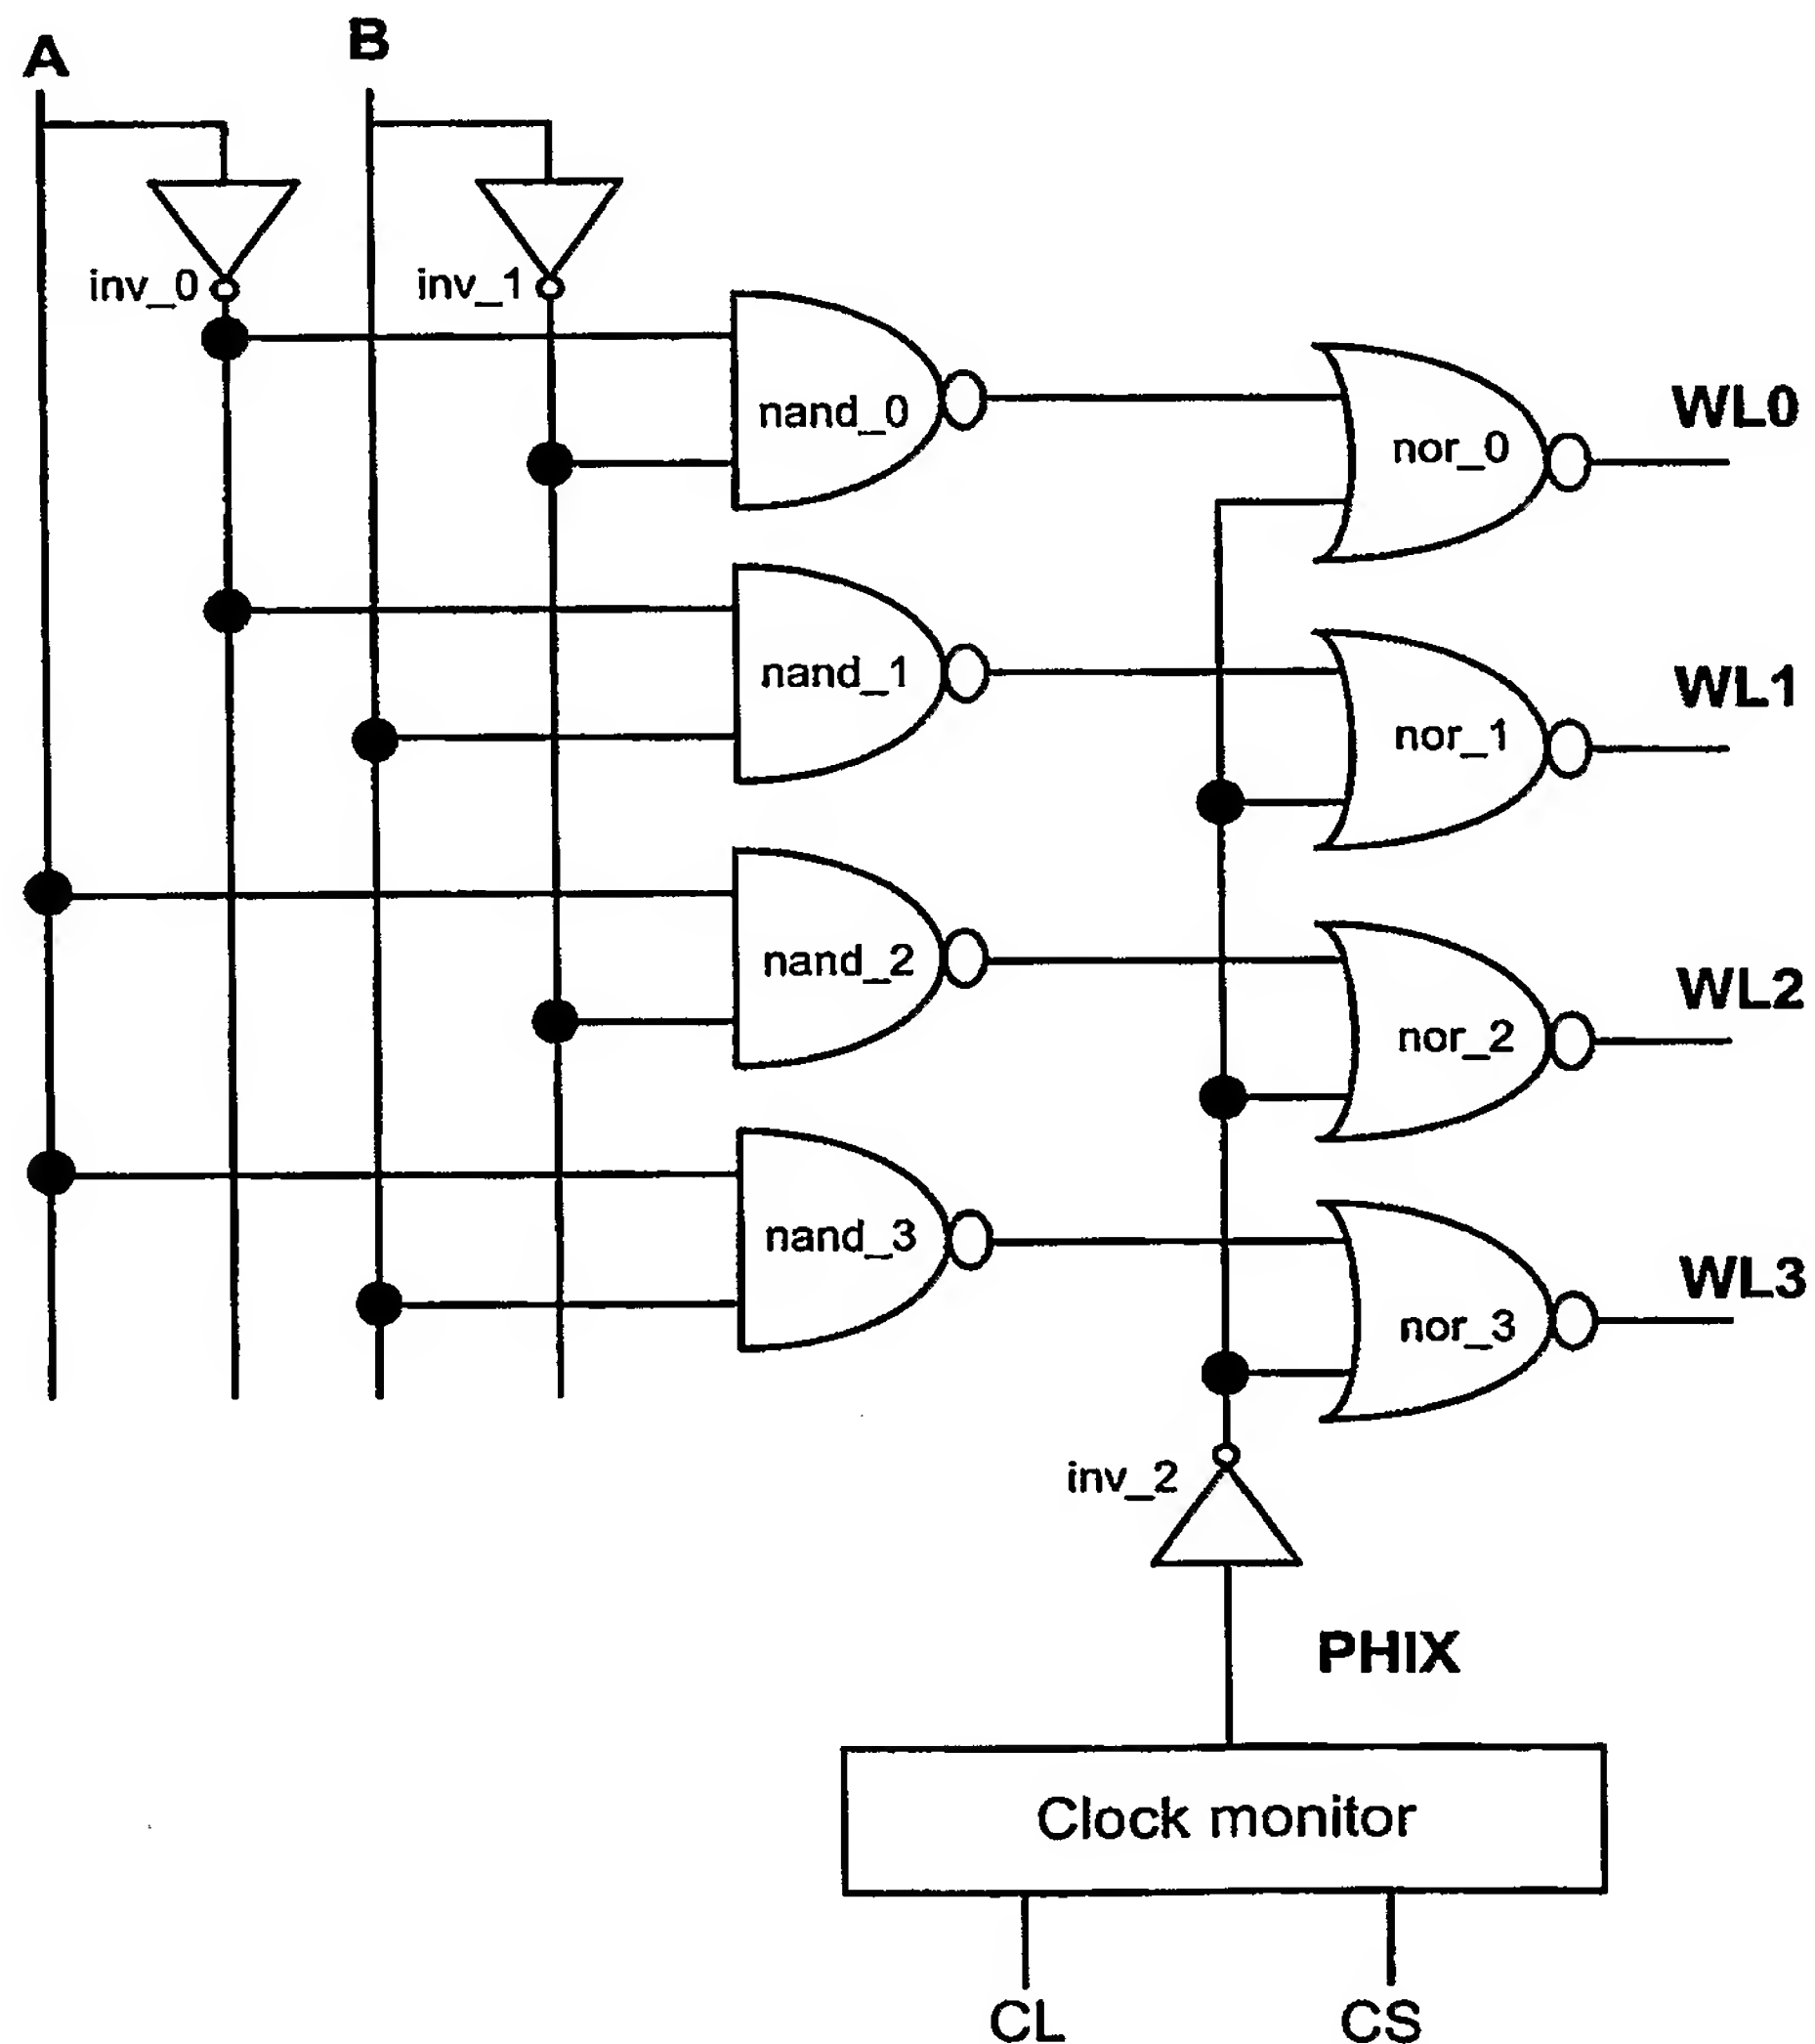 A
B
inv_0
inv_1
nand_0
nor_0
WL0
nand_1
nor_1
WL1
nand_2
nor_2
WL2
nand_3
nor_3
WL3
inv_2
PHIX
Clock monitor
CL
CS